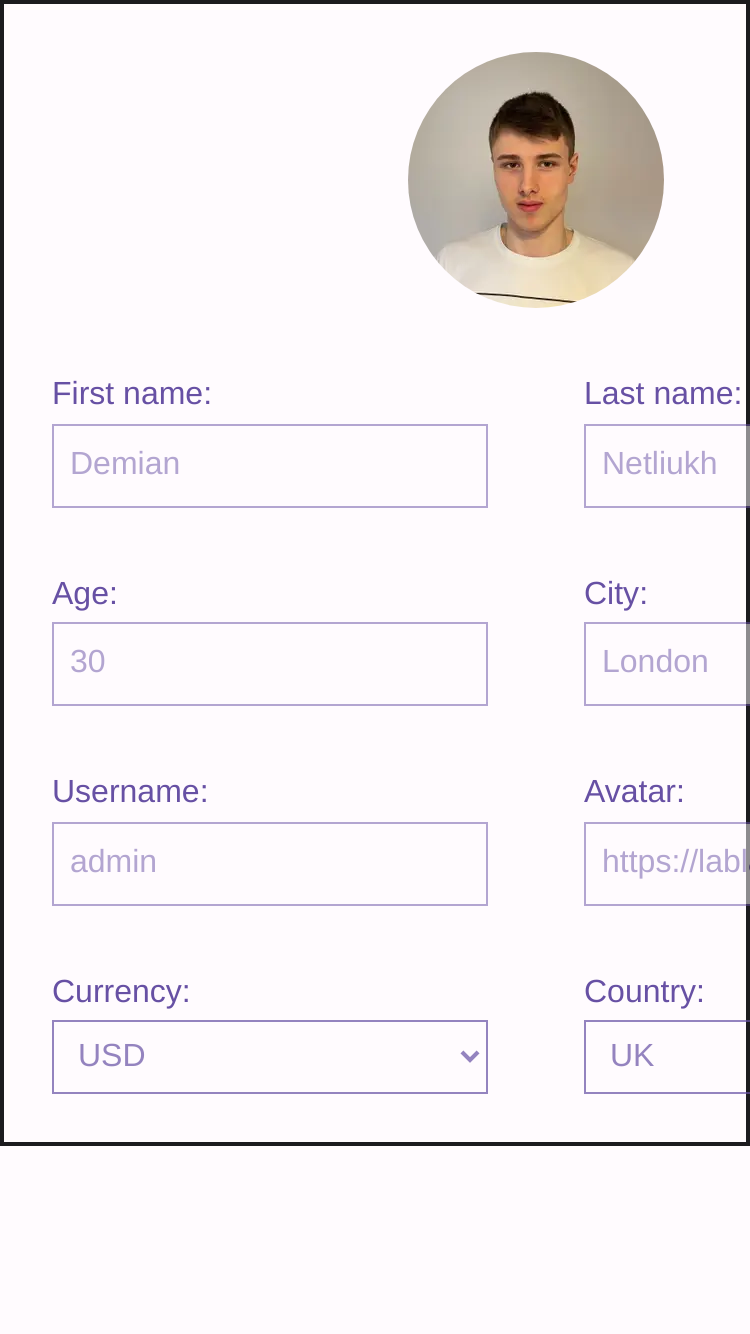 First name:
Last name:
Demian
Netliukh
Age:
City:
30
London
Username:
Avatar:
admin
https://labl
Currency:
Country:
USD
UK